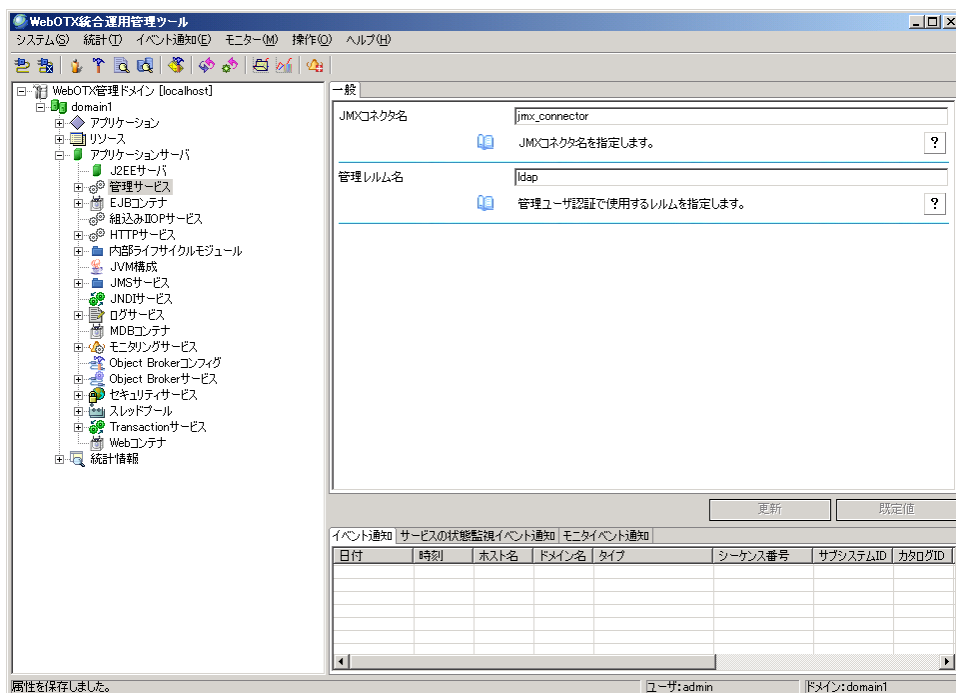 WebOTX統合運用管理ツール
システム(S) 統計(T) イベント通知(E) モニター(M) 操作(O) ヘルプ(H)
WebOTX管理ドメイン [localhost]
domain1
アプリケーション
リソース
アプリケーションサーバ
J2EEサーバ
管理サービス
EJBコンテナ
組込みIIOPサービス
HTTPサービス
内部ライフサイクルモジュール
JVM構成
JMSサービス
JNDIサービス
ログサービス
MDBコンテナ
モニタリングサービス
Object Brokerコンフィグ
Object Brokerサービス
セキュリティサービス
スレッドプール
Transactionサービス
Webコンテナ
統計情報
一般
JMXコネクタ名 jmx_connector
JMXコネクタ名を指定します。 ?
管理レルム名 ldap
管理ユーザ認証で使用するレルムを指定します。 ?
更新 既定値
イベント通知 サービスの状態監視イベント通知 モニタイベント通知
日付 時刻 ホスト名 ドメイン名 タイプ シーケンス番号 サブシステムID カタログID
属性を保存しました。 ユーザ:admin ドメイン:domain1